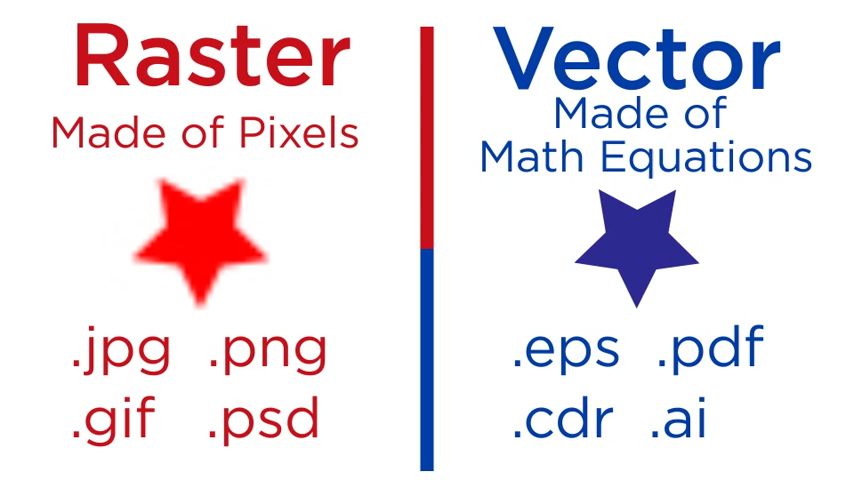 Raster
Made of Pixels
.jpg .png
.gif .psd
Vector
Made of
Math Equations
.eps .pdf
.cdr .ai